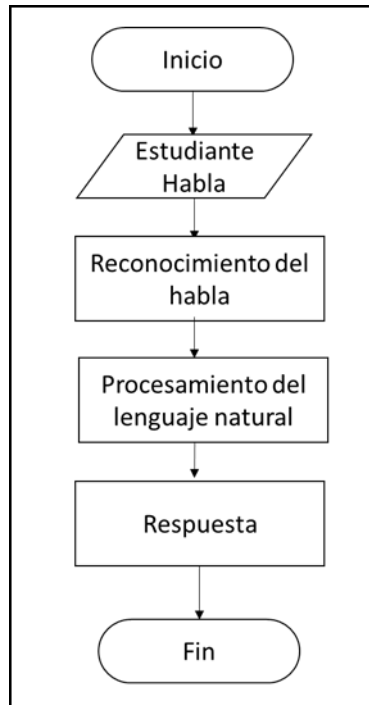 Inicio
Estudiante
Habla
Reconocimiento del
habla
Procesamiento del
lenguaje natural
Respuesta
Fin